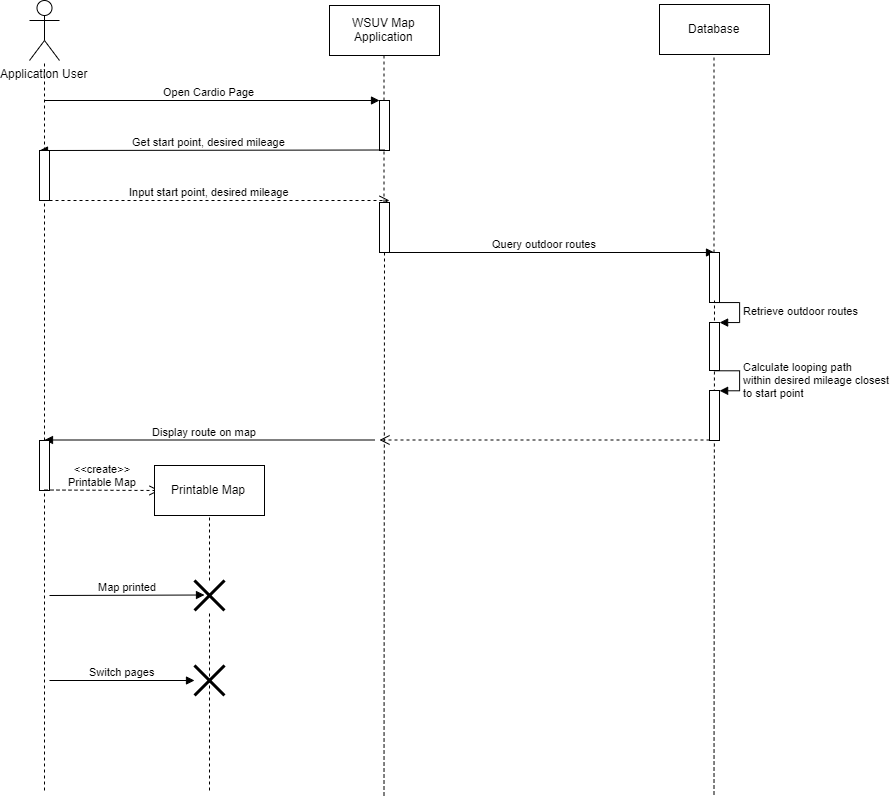 WSUV Map
Application
Database
Application User
Open Cardio Page
Get start point, desired mileage
Input start point, desired mileage
Query outdoor routes
Retrieve outdoor routes
Calculate looping path
within desired mileage closest
to start point
Display route on map
<<create>>
Printable Map
Printable Map
Map printed
Switch pages